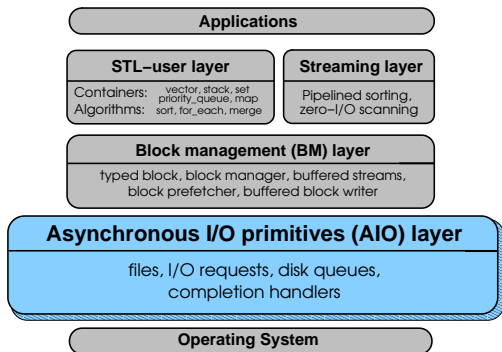 Applications
STL–user layer
Containers: vector, stack, set
priority_queue, map
Algorithms: sort, for_each, merge
Streaming layer
Pipelined sorting,
zero–I/O scanning
Block management (BM) layer
typed block, block manager, buffered streams,
block prefetcher, buffered block writer
Asynchronous I/O primitives (AIO) layer
files, I/O requests, disk queues,
completion handlers
Operating System